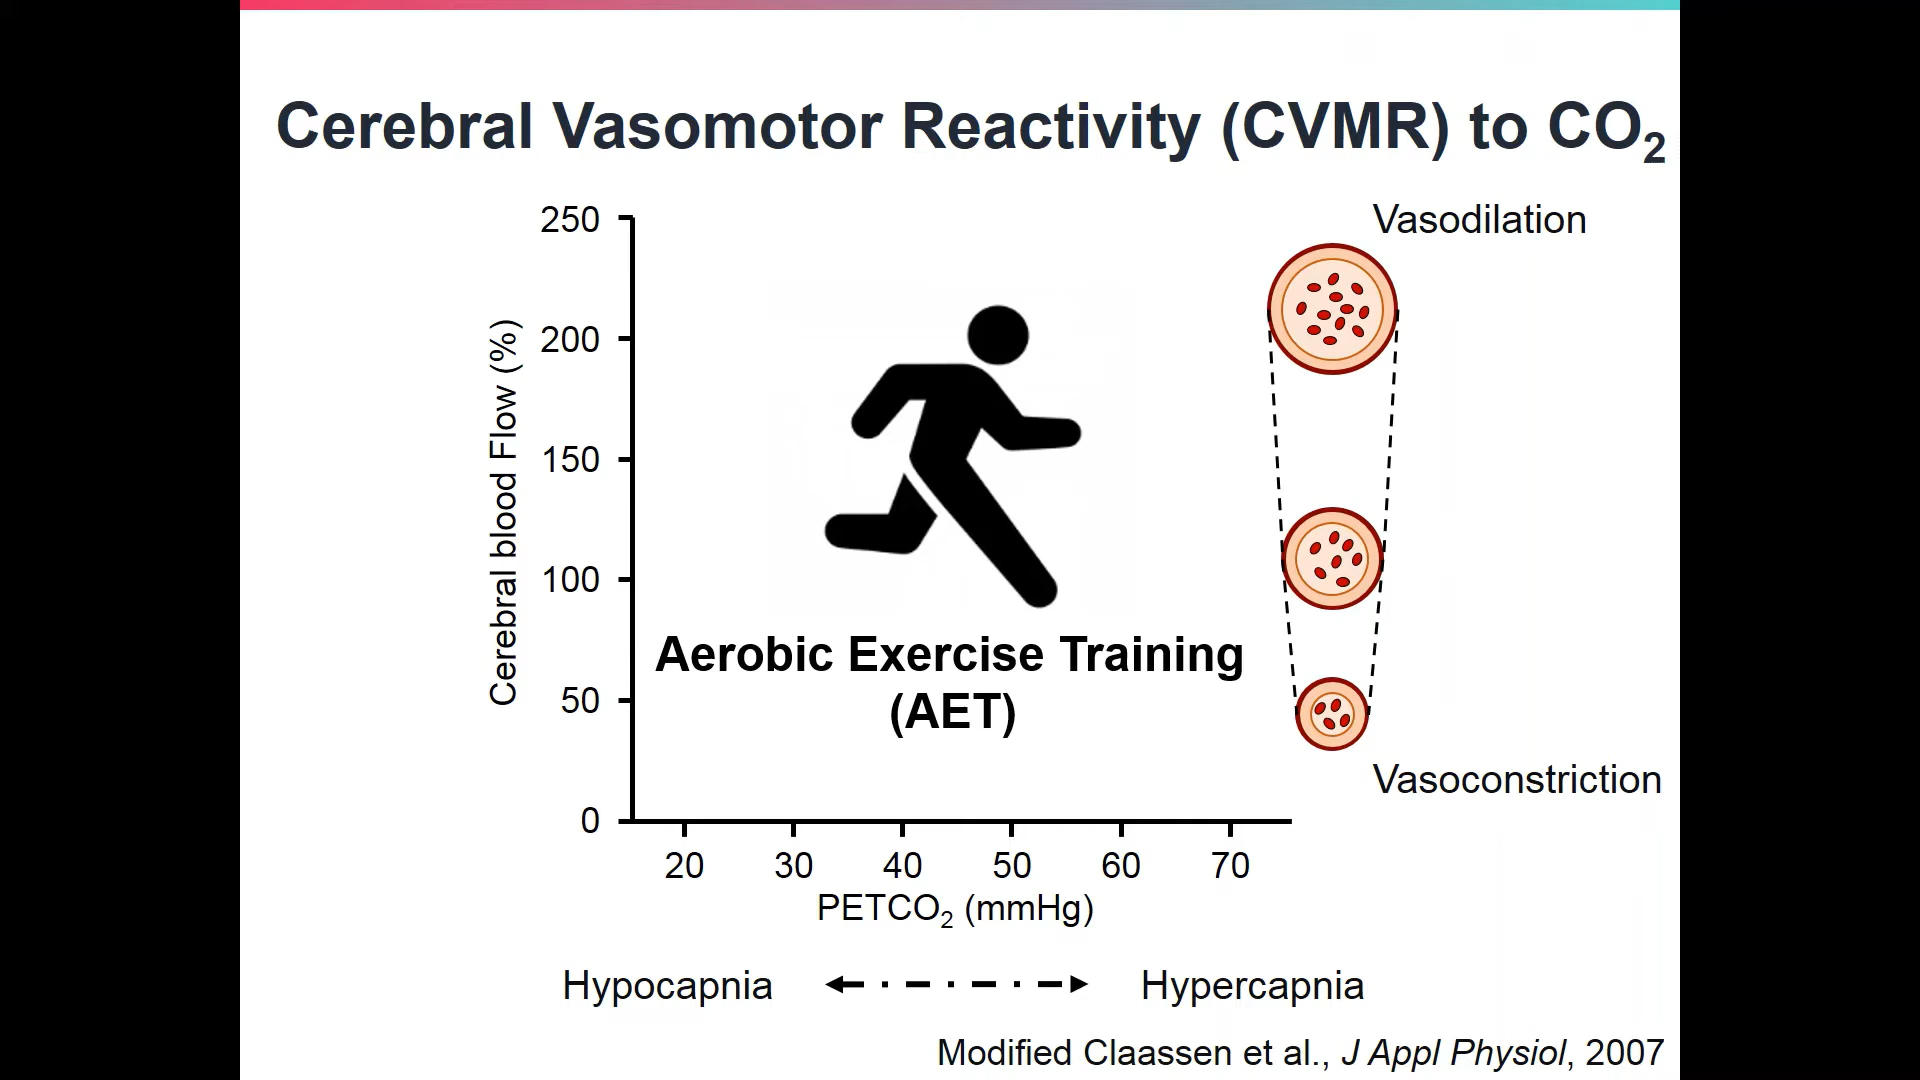 Cerebral Vasomotor Reactivity (CVMR) to CO₂
Vasodilation
250
200
150
100
50
0
Cerebral blood Flow (%)
Aerobic Exercise Training
(AET)
Vasoconstriction
20 30 40 50 60 70
PETCO₂ (mmHg)
Hypocapnia Hypercapnia
Modified Claassen et al., J Appl Physiol, 2007